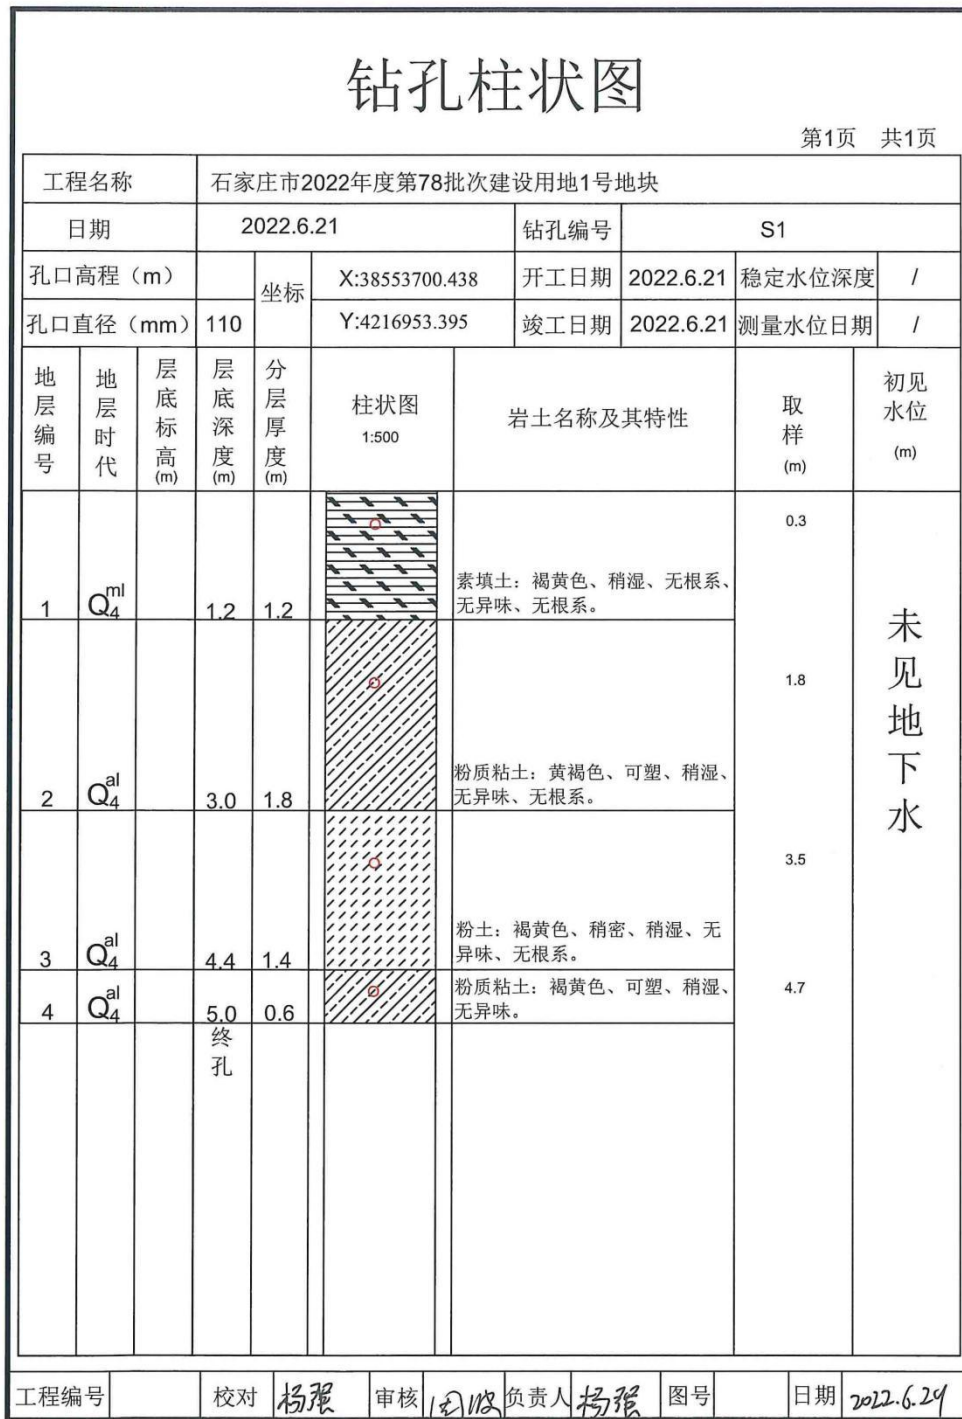 钻孔柱状图
第1页 共1页
工程名称 石家庄市2022年度第78批次建设用地1号地块
日期 2022.6.21 钻孔编号 S1
孔口高程（m） 坐标 X:38553700.438 开工日期 2022.6.21 稳定水位深度 /
孔口直径（mm） 110 Y:4216953.395 竣工日期 2022.6.21 测量水位日期 /
地层编号 地层时代 层底标高(m) 层底深度(m) 分层厚度(m) 柱状图 1:500 岩土名称及其特性 取样(m) 初见水位(m)
0.3
素填土：褐黄色、稍湿、无根系、
1 Q4ml 1.2 1.2 无异味、无根系。
1.8
粉质粘土：黄褐色、可塑、稍湿、
2 Q4al 3.0 1.8 无异味、无根系。
3.5
粉土：褐黄色、稍密、稍湿、无
3 Q4al 4.4 1.4 异味、无根系。
粉质粘土：褐黄色、可塑、稍湿、 4.7
4 Q4al 5.0 0.6 无异味。
终孔
未见地下水
工程编号 校对 杨强 审核 周波 负责人 杨强 图号 日期 2022.6.29